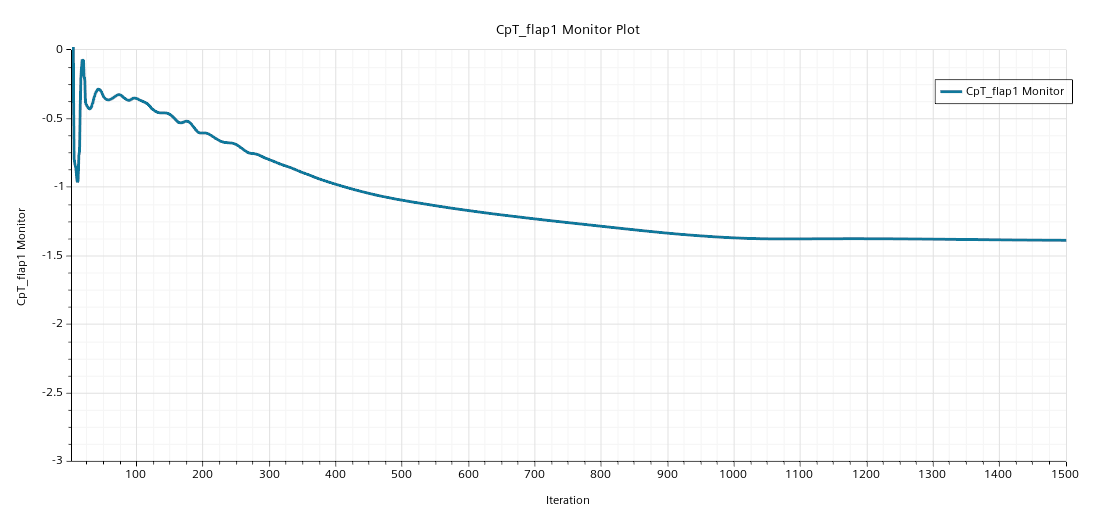 CpT_flap1 Monitor Plot
CpT_flap1 Monitor
0
-0.5
-1
-1.5
-2
-2.5
-3
CpT_flap1 Monitor
100 200 300 400 500 600 700 800 900 1000 1100 1200 1300 1400 1500
Iteration